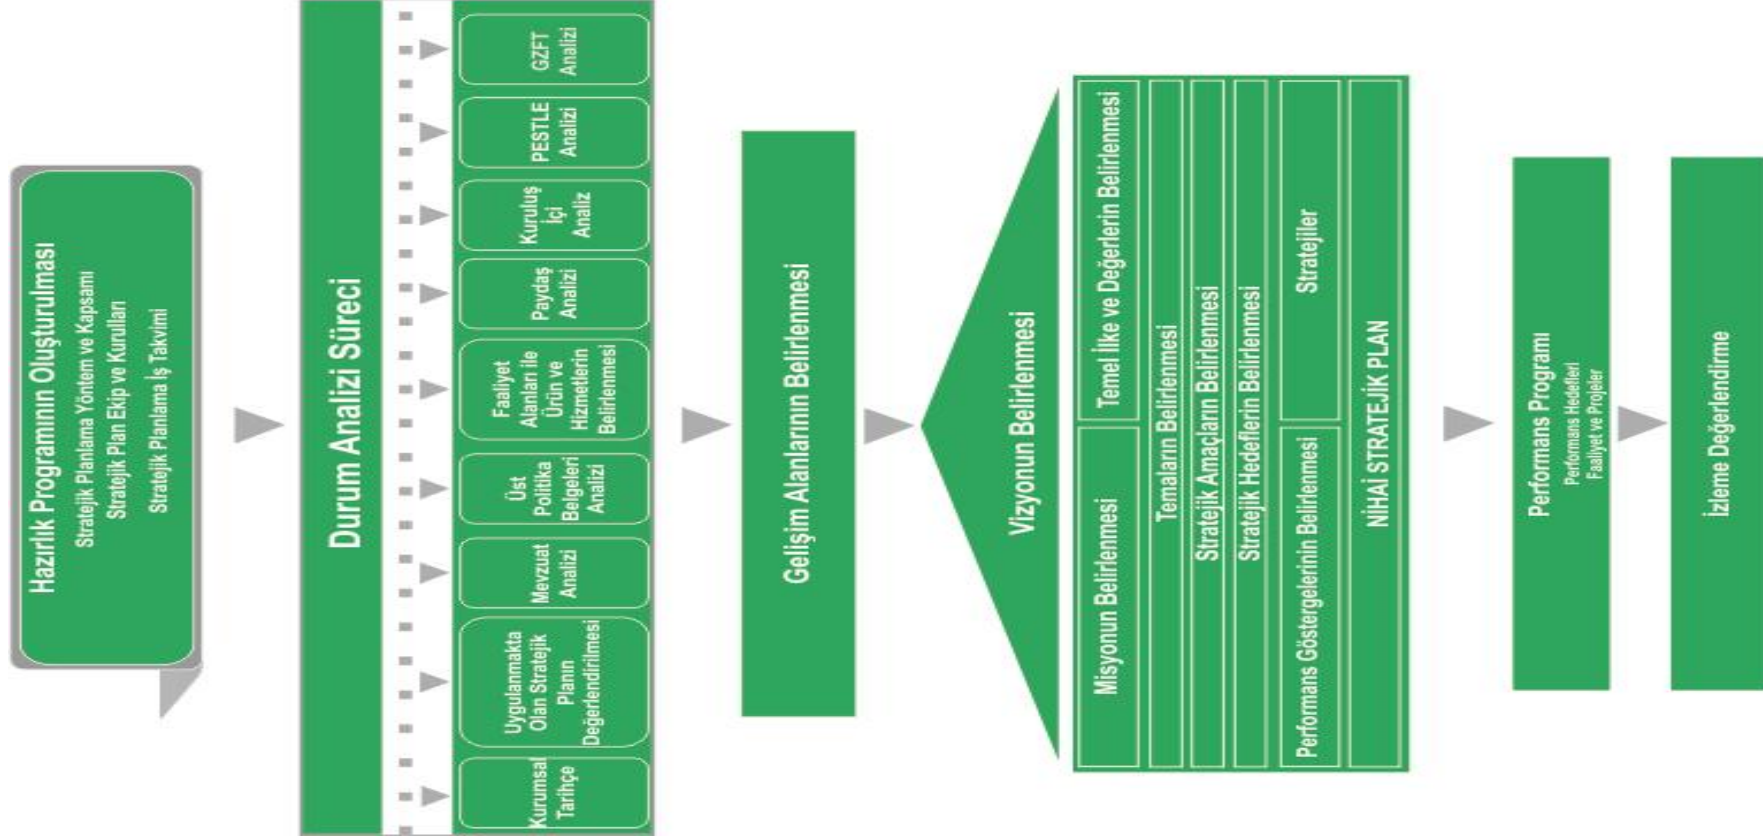 Hazırlık Programının Oluşturulması
Stratejik Planlama Yöntem ve Kapsamı
Stratejik Plan Ekip ve Kurulları
Stratejik Planlama İş Takvimi
Durum Analizi Süreci
Kurumsal
Tarihçe
Uygulanmakta
Olan Stratejik
Planın
Değerlendirilmesi
Mevzuat
Analizi
Üst
Politika
Belgeleri
Analizi
Faaliyet
Alanları ile
Ürün ve
Hizmetlerin
Belirlenmesi
Paydaş
Analizi
Kuruluş
İçi
Analiz
PESTLE
Analizi
GZFT
Analizi
Gelişim Alanlarının Belirlenmesi
Vizyonun Belirlenmesi
Misyonun Belirlenmesi
Temel İlke ve Değerlerin Belirlenmesi
Temaların Belirlenmesi
Stratejik Amaçların Belirlenmesi
Stratejik Hedeflerin Belirlenmesi
Performans Göstergelerinin Belirlenmesi
Stratejiler
NİHAİ STRATEJİK PLAN
Performans Programı
Performans Hedefleri
Faaliyet ve Projeler
İzleme Değerlendirme